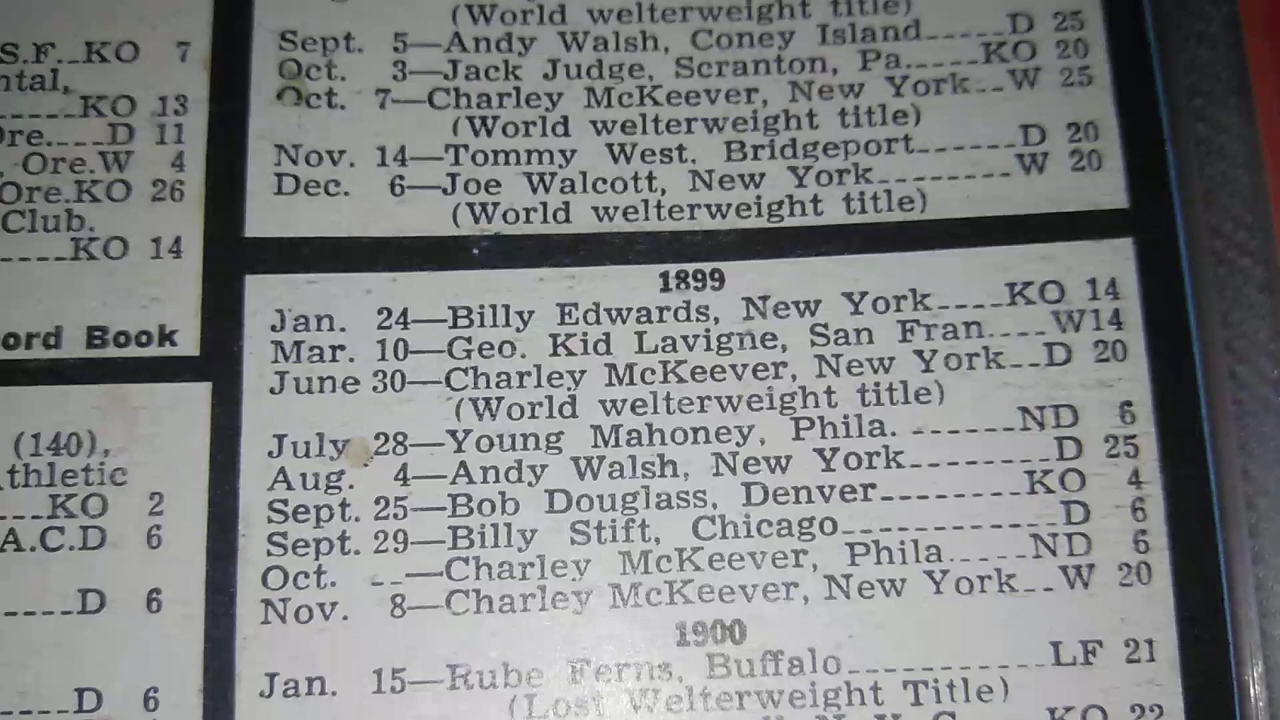 S.F.--KO 7
ntal,
-----KO 13
Ore.----D 11
Ore.W 4
Ore.KO 26
Club.
----KO 14
ord Book
(140),
thletic
---KO 2
A.C.D 6
----D 6
----D 6
(World welterweight title)
Sept. 5—Andy Walsh, Coney Island-----D 25
Oct. 3—Jack Judge, Scranton, Pa.-----KO 20
Oct. 7—Charley McKeever, New York--W 25
(World welterweight title)
Nov. 14—Tommy West, Bridgeport------D 20
Dec. 6—Joe Walcott, New York--------W 20
(World welterweight title)
1899
Jan. 24—Billy Edwards, New York----KO 14
Mar. 10—Geo. Kid Lavigne, San Fran.---W14
June 30—Charley McKeever, New York--D 20
(World welterweight title)
July 28—Young Mahoney, Phila. ------ND 6
Aug. 4—Andy Walsh, New York--------D 25
Sept. 25—Bob Douglass, Denver--------KO 4
Sept. 29—Billy Stift, Chicago------------D 6
Oct. --—Charley McKeever, Phila.----ND 6
Nov. 8—Charley McKeever, New York--W 20
1900
Jan. 15—Rube Ferns, Buffalo-----------LF 21
(Lost Welterweight Title)
KO 22